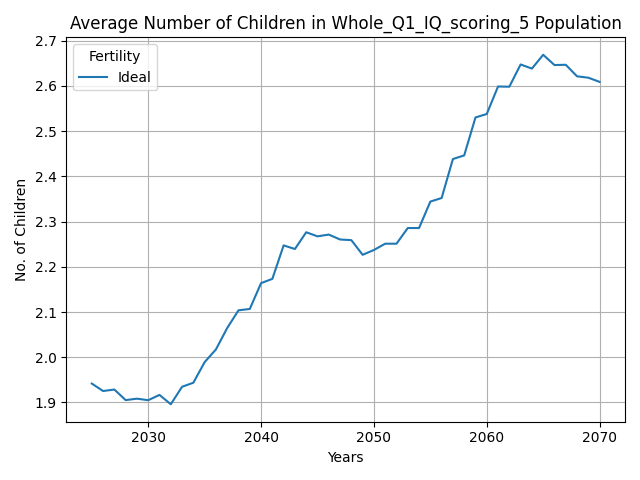 Average Number of Children in Whole_Q1_IQ_scoring_5 Population
Fertility
Ideal
No. of Children
2.7
2.6
2.5
2.4
2.3
2.2
2.1
2.0
1.9
2030 2040 2050 2060 2070
Years